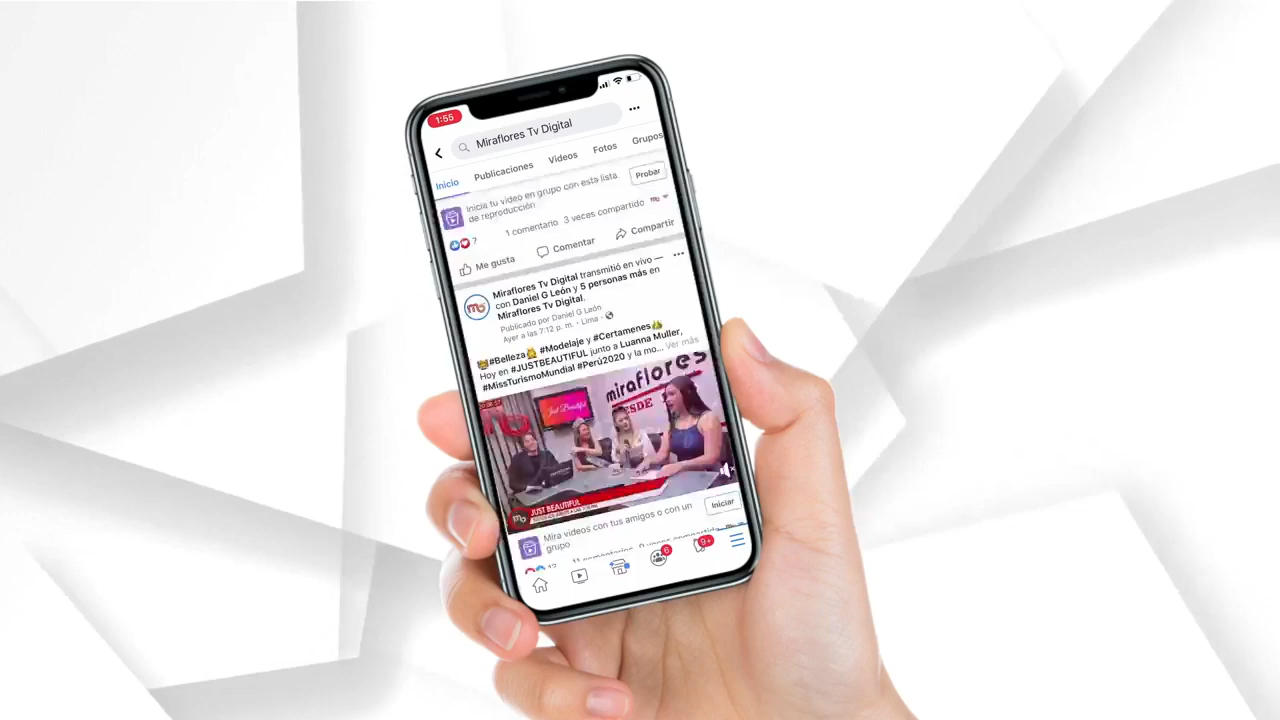 1:55
Miraflores Tv Digital
Inicio Publicaciones Videos Fotos Grupos
Inicia tu video en grupo con esta lista de reproducción
Probar
7
1 comentario 3 veces compartido
Me gusta Comentar Compartir
Miraflores Tv Digital transmitió en vivo —
con Daniel G León y 5 personas más en
Miraflores Tv Digital.
Publicado por Daniel G León
Ayer a las 7:12 p. m. · Lima ·
#Belleza #Modelaje y #Certamenes
Hoy en #JUSTBEAUTIFUL junto a Luanna Muller,
#MissTurismoMundial #Perú2020 y la mo... Ver más
miraflores
DESDE
Just Beautiful
JUST BEAUTIFUL
Mira videos con tus amigos o con un
grupo
Iniciar
6
9+